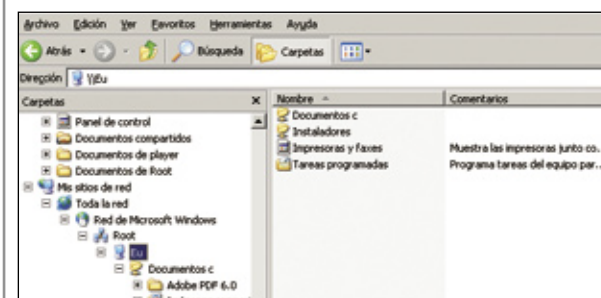 Archivo Edición Ver Favoritos Herramientas Ayuda
Atrás Búsqueda Carpetas
Dirección \\Eu
Carpetas
Panel de control
Documentos compartidos
Documentos de player
Documentos de Root
Mis sitios de red
Toda la red
Red de Microsoft Windows
Root
Eu
Documentos c
Adobe PDF 6.0
Nombre Comentarios
Documentos c
Instaladores
Impresoras y faxes Muestra las impresoras junto co...
Tareas programadas Programa tareas del equipo par...